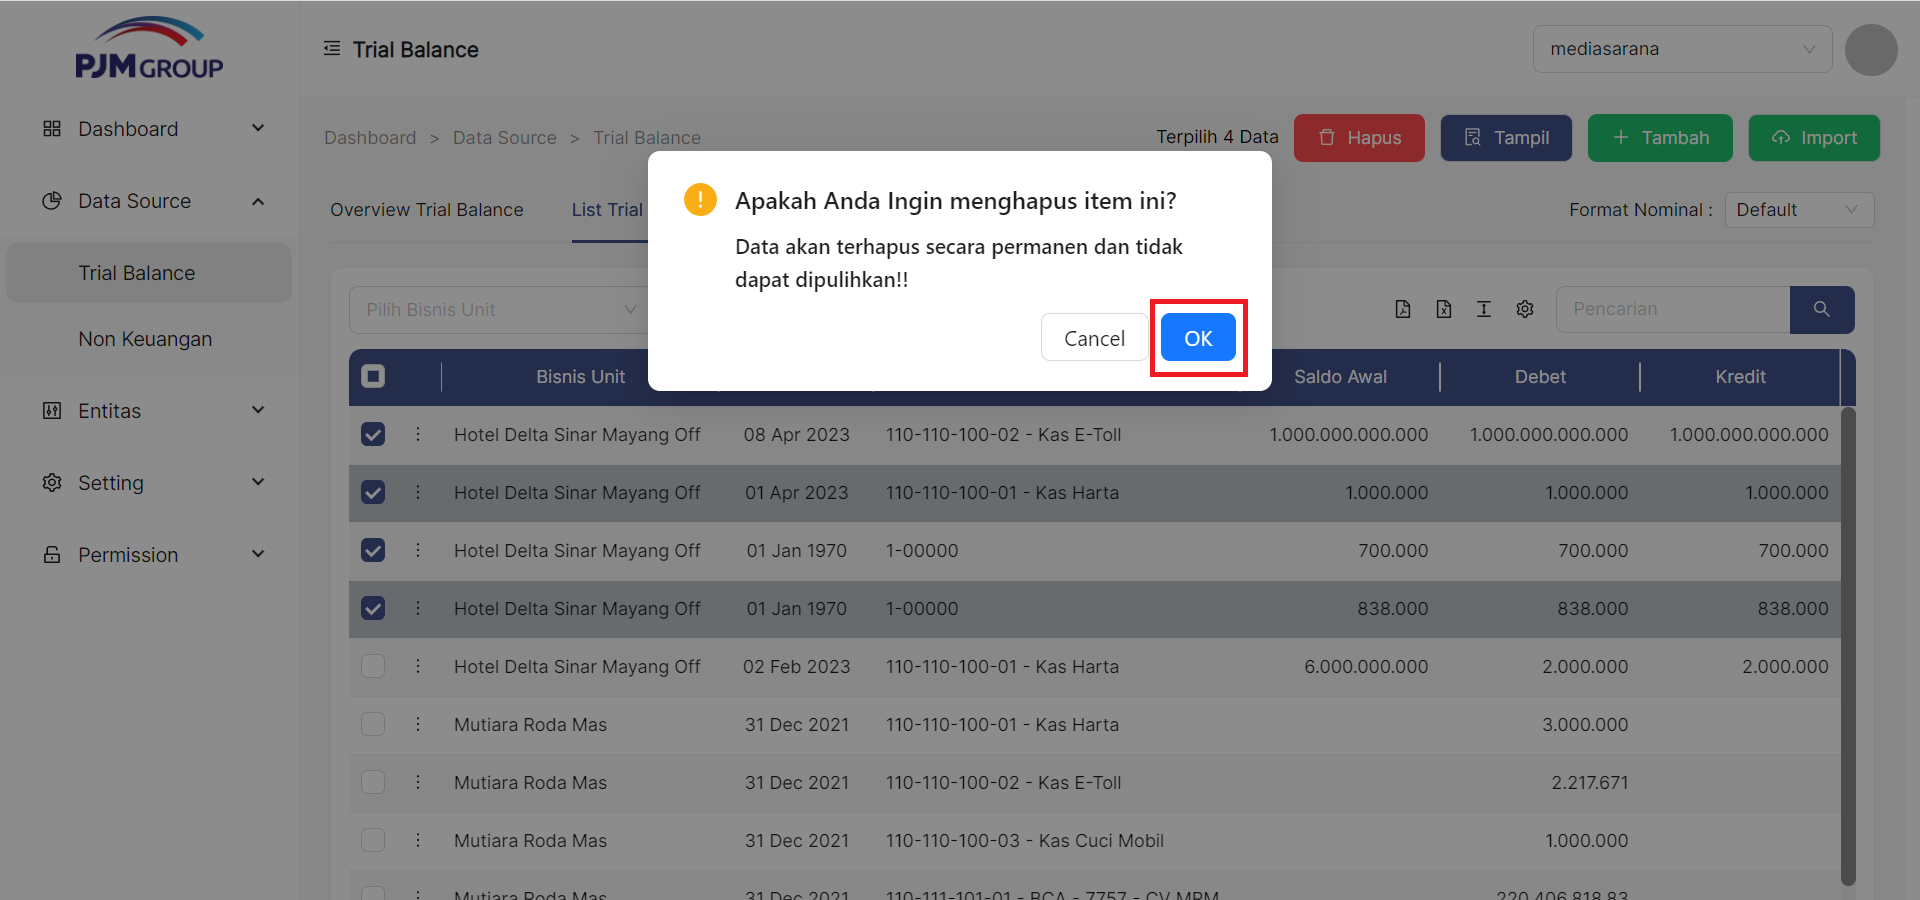 PJM GROUP
Trial Balance
mediasarana
Dashboard
Data Source
Trial Balance
Non Keuangan
Entitas
Setting
Permission
Dashboard > Data Source > Trial Balance
Terpilih 4 Data
Hapus
Tampil
Tambah
Import
Overview Trial Balance
List Trial
Format Nominal :
Default
Apakah Anda Ingin menghapus item ini?
Data akan terhapus secara permanen dan tidak
dapat dipulihkan!!
Cancel
OK
Pilih Bisnis Unit
Pencarian
Bisnis Unit Saldo Awal Debet Kredit
Hotel Delta Sinar Mayang Off 08 Apr 2023 110-110-100-02 - Kas E-Toll 1.000.000.000.000 1.000.000.000.000 1.000.000.000.000
Hotel Delta Sinar Mayang Off 01 Apr 2023 110-110-100-01 - Kas Harta 1.000.000 1.000.000 1.000.000
Hotel Delta Sinar Mayang Off 01 Jan 1970 1-00000 700.000 700.000 700.000
Hotel Delta Sinar Mayang Off 01 Jan 1970 1-00000 838.000 838.000 838.000
Hotel Delta Sinar Mayang Off 02 Feb 2023 110-110-100-01 - Kas Harta 6.000.000.000 2.000.000 2.000.000
Mutiara Roda Mas 31 Dec 2021 110-110-100-01 - Kas Harta 3.000.000
Mutiara Roda Mas 31 Dec 2021 110-110-100-02 - Kas E-Toll 2.217.671
Mutiara Roda Mas 31 Dec 2021 110-110-100-03 - Kas Cuci Mobil 1.000.000
Mutiara Roda Mas 31 Dec 2021 110-111-101-01 - BCA - 7757 - CV MRM 220.406.818,83